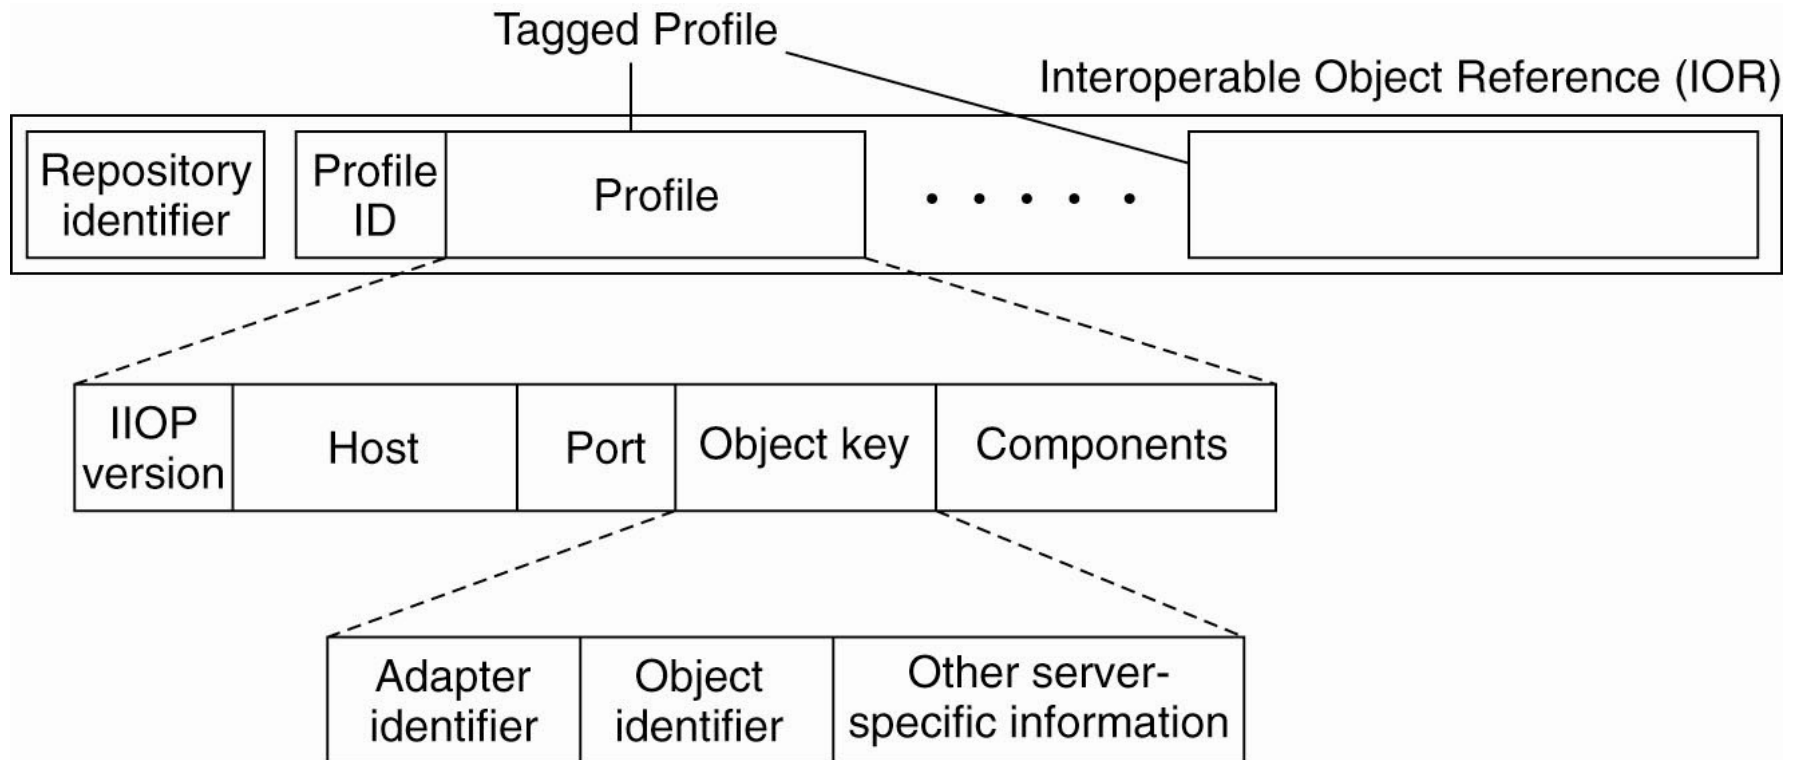 Tagged Profile
Interoperable Object Reference (IOR)
Repository
identifier
Profile
ID
Profile
IIOP
version
Host
Port
Object key
Components
Adapter
identifier
Object
identifier
Other server-
specific information